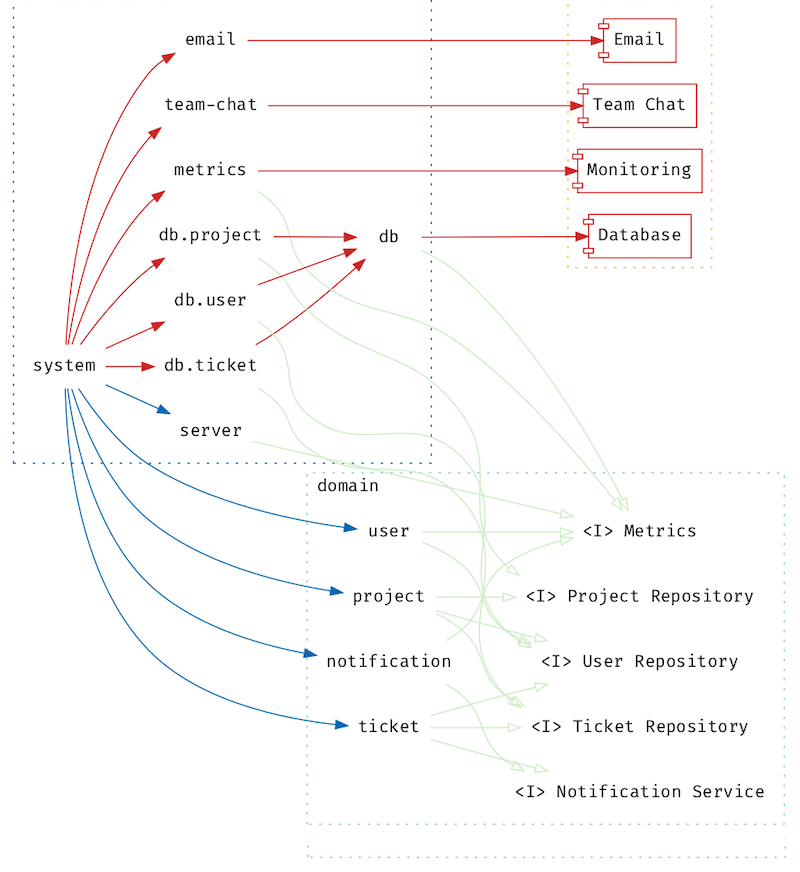 email
Email
team-chat
Team Chat
metrics
Monitoring
db.project
db
Database
db.user
system
db.ticket
server
domain
user
<I> Metrics
project
<I> Project Repository
notification
<I> User Repository
ticket
<I> Ticket Repository
<I> Notification Service